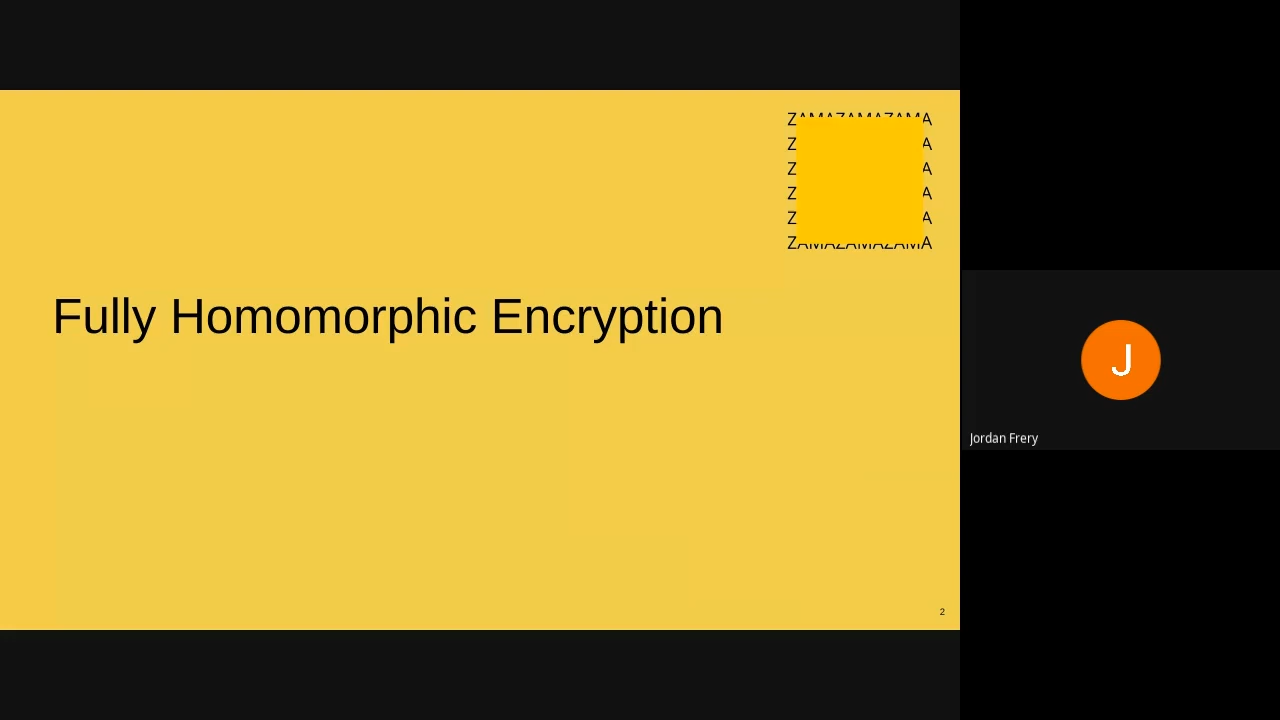 ZAMAZAMAZAMA
Z A
Z A
Z A
Z A
ZAMAZAMAZAMA
Fully Homomorphic Encryption
2
J
Jordan Frery